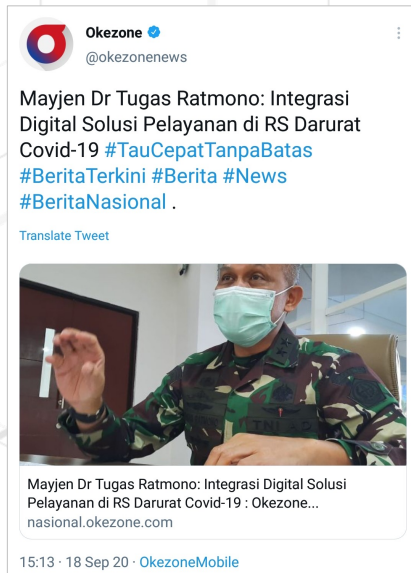 Okezone
@okezonenews
Mayjen Dr Tugas Ratmono: Integrasi
Digital Solusi Pelayanan di RS Darurat
Covid-19 #TauCepatTanpaBatas
#BeritaTerkini #Berita #News
#BeritaNasional .
Translate Tweet
TNI AD
Mayjen Dr Tugas Ratmono: Integrasi Digital Solusi
Pelayanan di RS Darurat Covid-19 : Okezone...
nasional.okezone.com
15:13 · 18 Sep 20 · OkezoneMobile